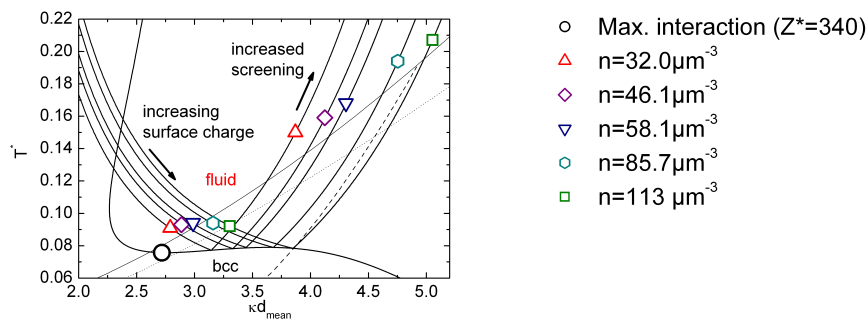 0.22
0.20
0.18
0.16
0.14
0.12
0.10
0.08
0.06
T*
2.0 2.5 3.0 3.5 4.0 4.5 5.0
κd_mean
increased
screening
increasing
surface charge
fluid
bcc
Max. interaction (Z*=340)
n=32.0μm⁻³
n=46.1μm⁻³
n=58.1μm⁻³
n=85.7μm⁻³
n=113 μm⁻³